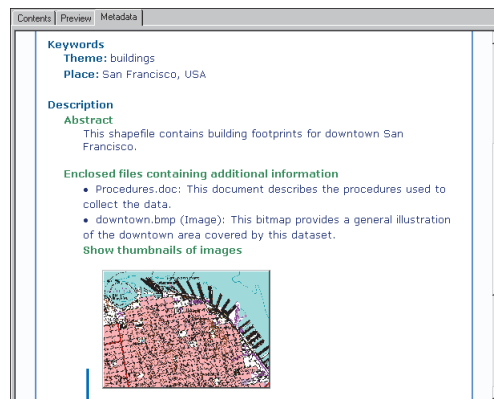 Contents Preview Metadata
Keywords
Theme: buildings
Place: San Francisco, USA
Description
Abstract
This shapefile contains building footprints for downtown San
Francisco.
Enclosed files containing additional information
• Procedures.doc: This document describes the procedures used to
collect the data.
• downtown.bmp (Image): This bitmap provides a general illustration
of the downtown area covered by this dataset.
Show thumbnails of images